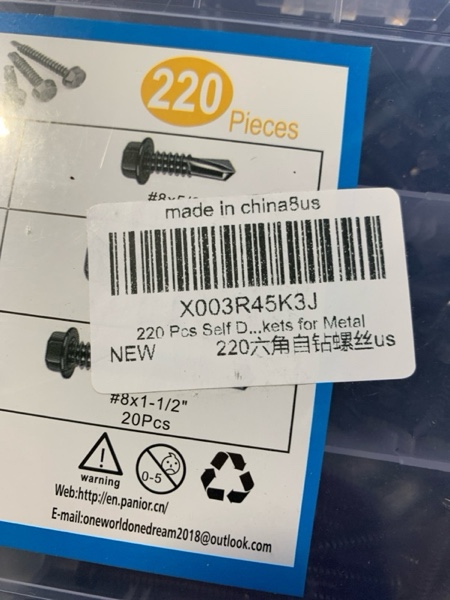 220
Pieces
made in china8us
X003R45K3J
220 Pcs Self D...kets for Metal
NEW 220六角自钻螺丝us
#8x1-1/2"
20Pcs
warning
0-5
Web:http://en.panior.cn/
E-mail:oneworldonedream2018@outlook.com